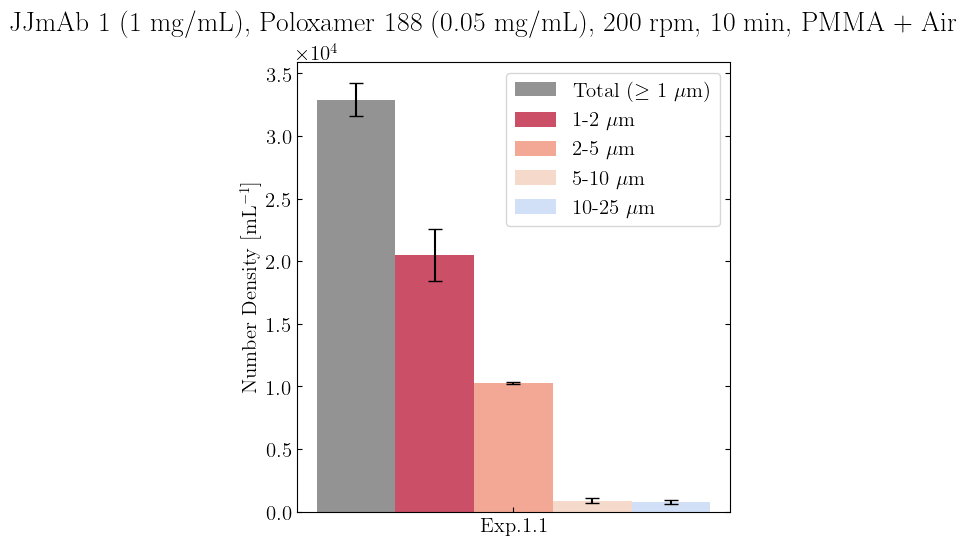 JJmAb 1 (1 mg/mL), Poloxamer 188 (0.05 mg/mL), 200 rpm, 10 min, PMMA + Air
×10⁴
3.5
3.0
2.5
2.0
1.5
1.0
0.5
0.0
Number Density [mL⁻¹]
Total (≥ 1 μm)
1-2 μm
2-5 μm
5-10 μm
10-25 μm
Exp.1.1